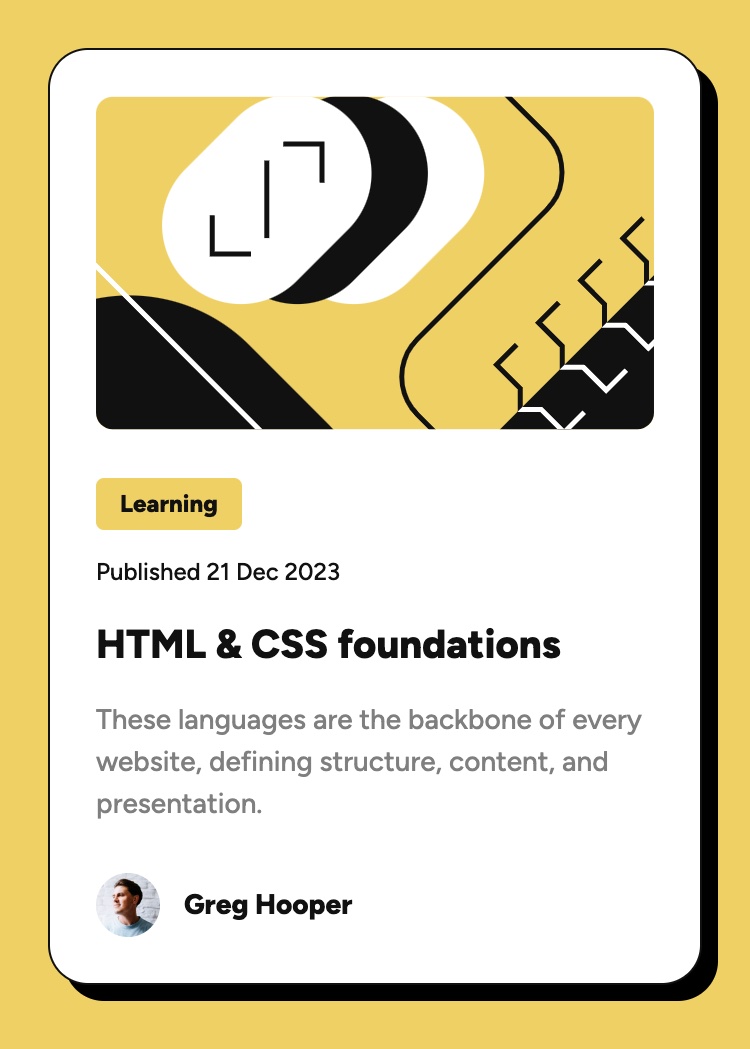 Learning
Published 21 Dec 2023
HTML & CSS foundations
These languages are the backbone of every
website, defining structure, content, and
presentation.
Greg Hooper